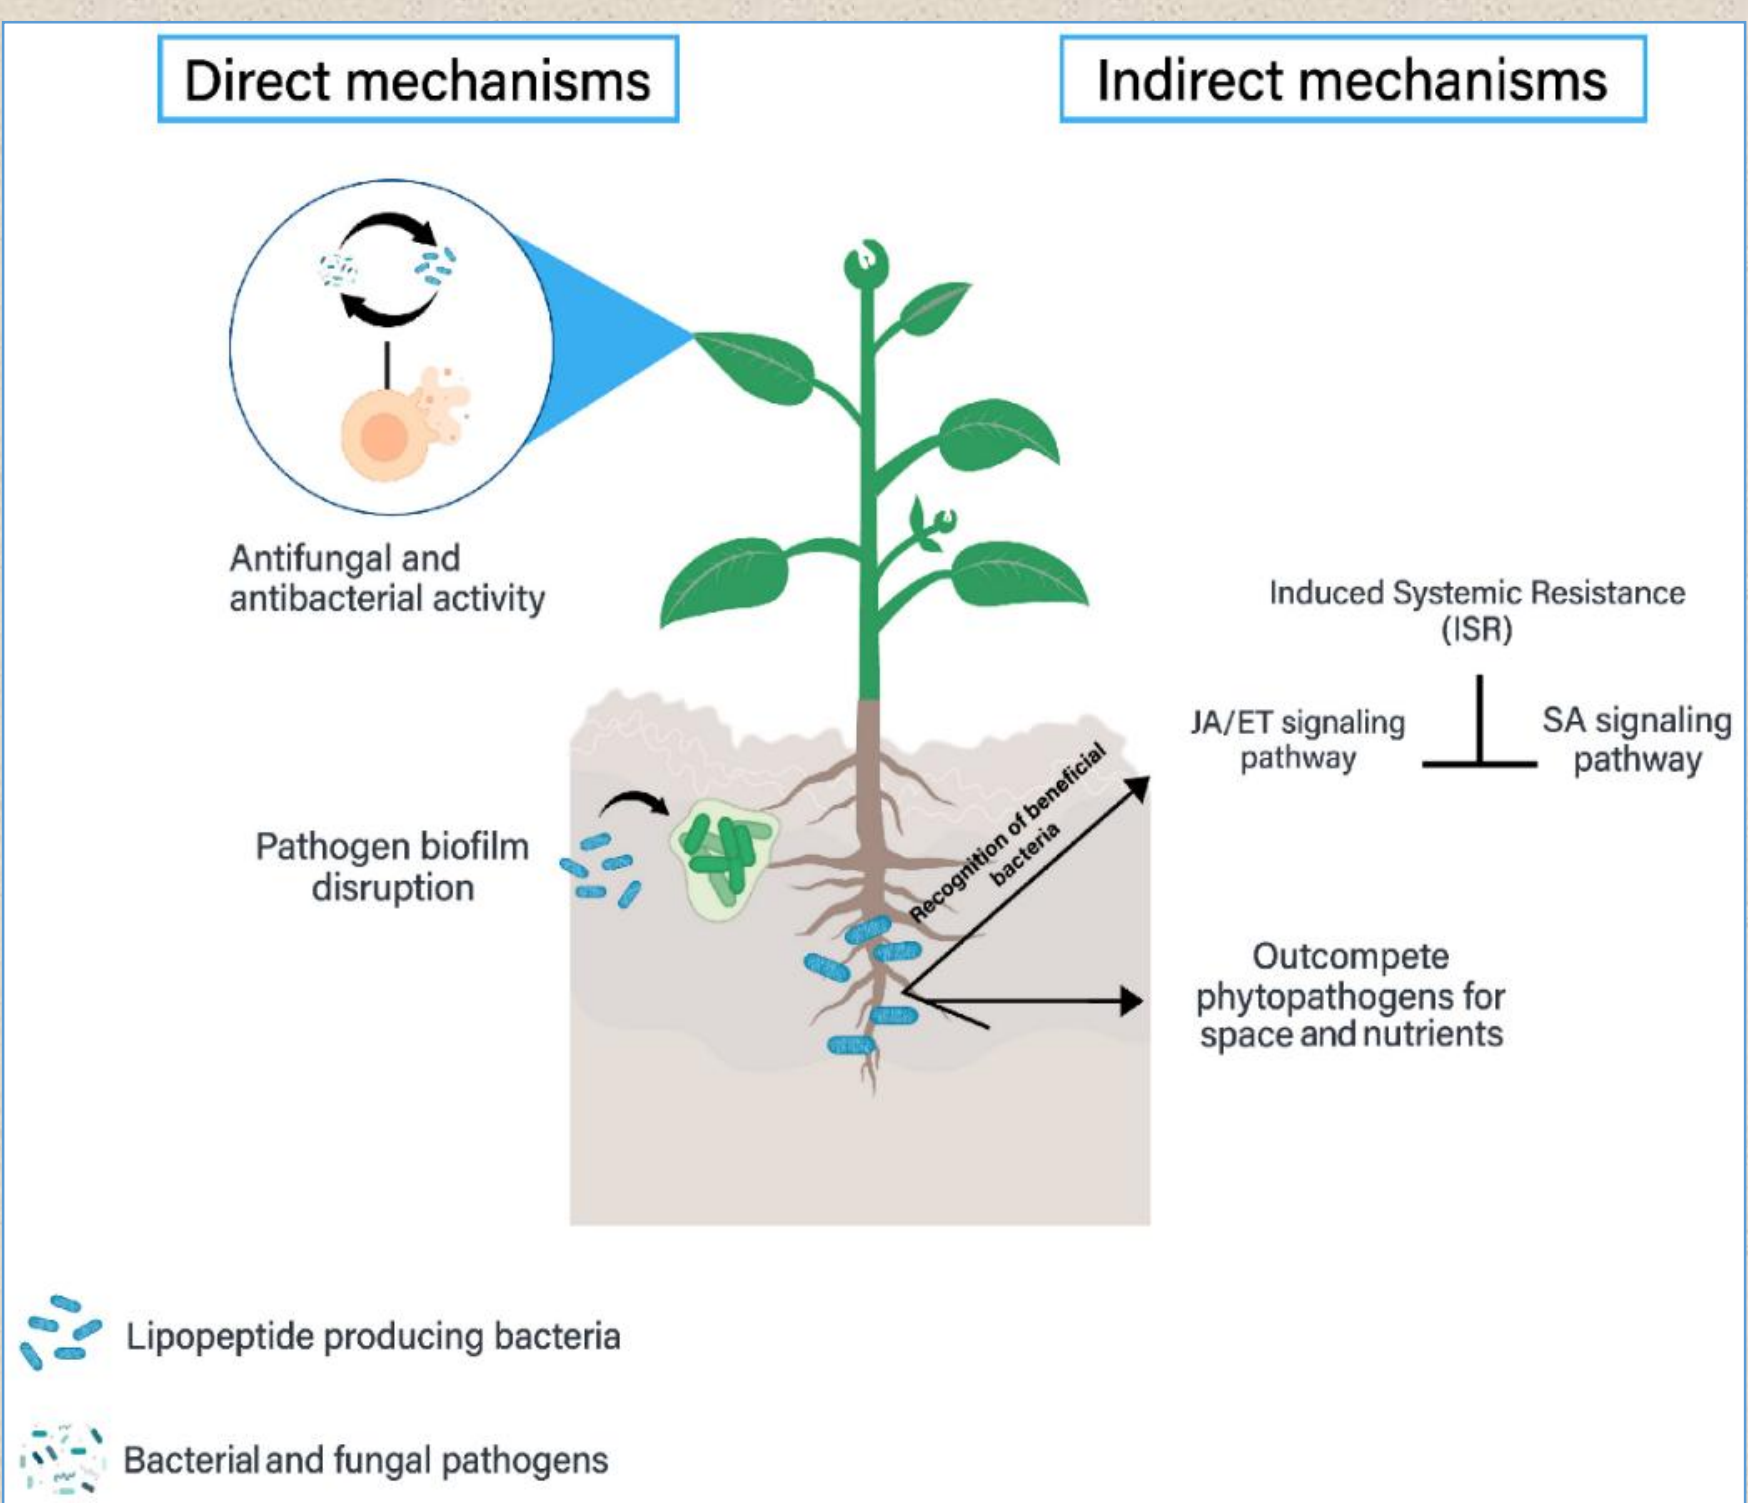 Direct mechanisms
Indirect mechanisms
Antifungal and
antibacterial activity
Induced Systemic Resistance
(ISR)
JA/ET signaling
pathway
SA signaling
pathway
Recognition of beneficial
bacteria
Pathogen biofilm
disruption
Outcompete
phytopathogens for
space and nutrients
Lipopeptide producing bacteria
Bacterial and fungal pathogens